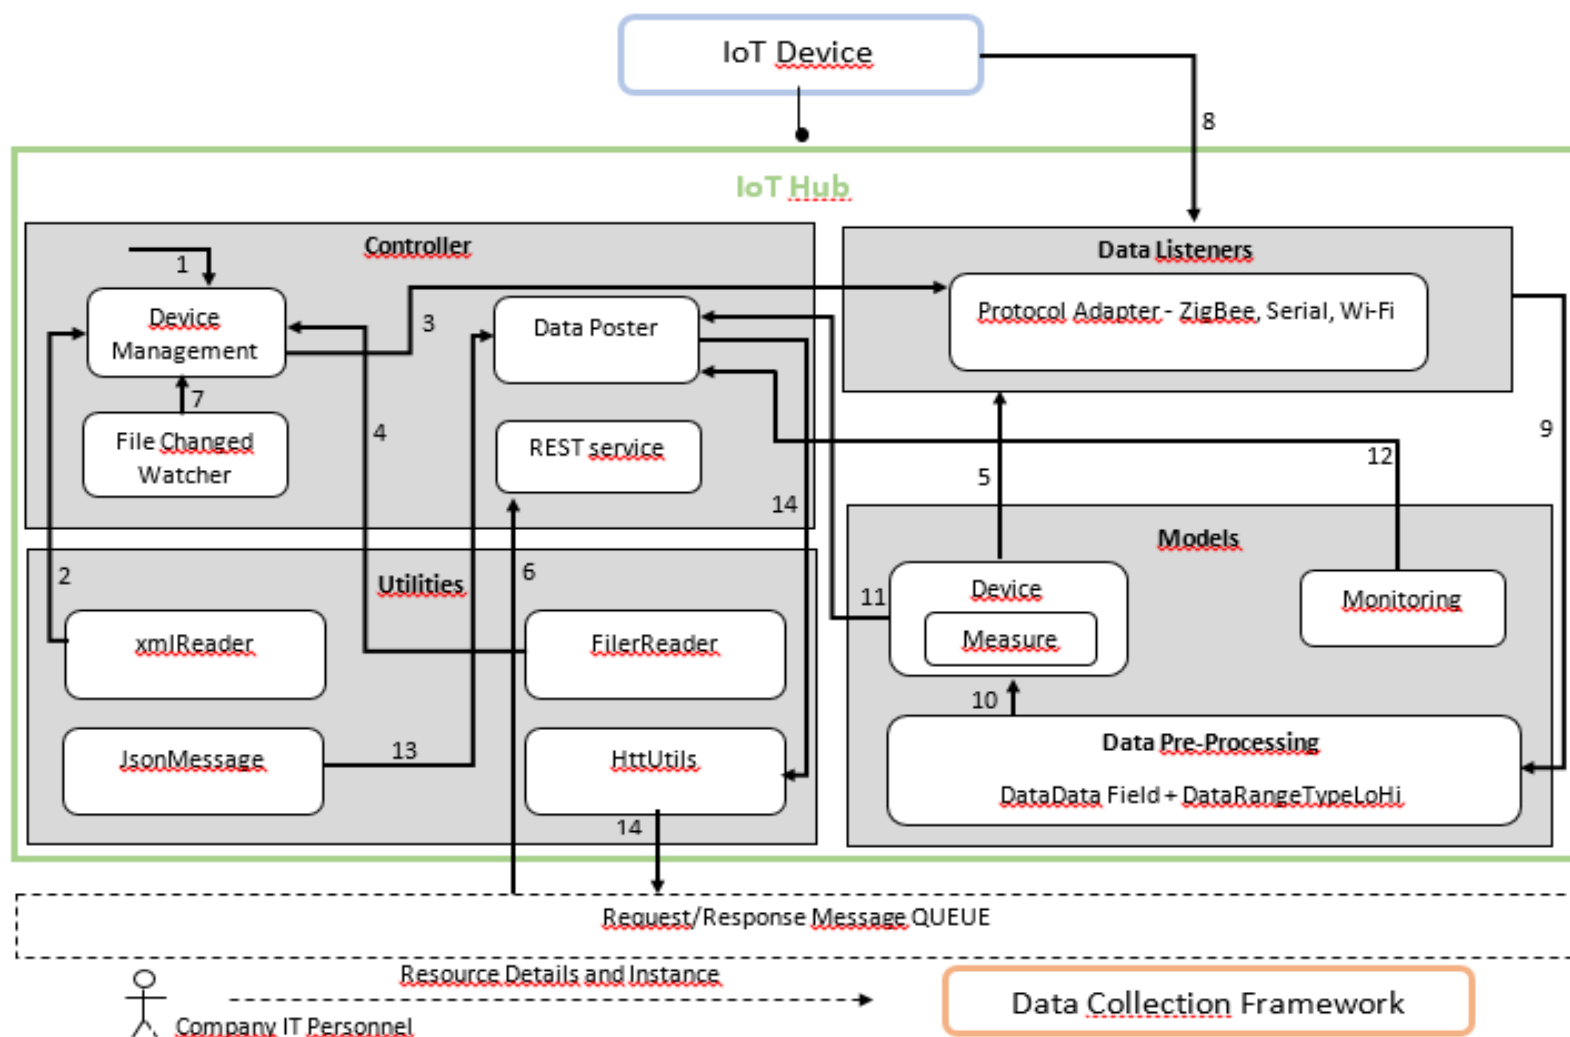 IoT Device
8
IoT Hub
Controller
1
Device
Management
3
Data Poster
7
File Changed
Watcher
4
REST service
14
Data Listeners
Protocol Adapter - ZigBee, Serial, Wi-Fi
9
12
5
Models
Device
Measure
11
Monitoring
10
Data Pre-Processing
DataData Field + DataRangeTypeLoHi
2
Utilities
6
xmlReader
FilerReader
JsonMessage
13
HttUtils
14
Request/Response Message QUEUE
Resource Details and Instance
Company IT Personnel
Data Collection Framework